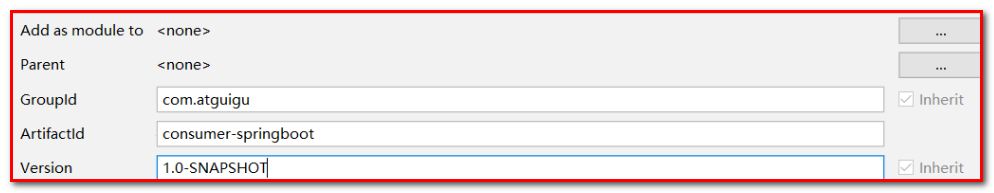 Add as module to <none> ...
Parent <none> ...
GroupId com.atguigu Inherit
ArtifactId consumer-springboot
Version 1.0-SNAPSHOT Inherit